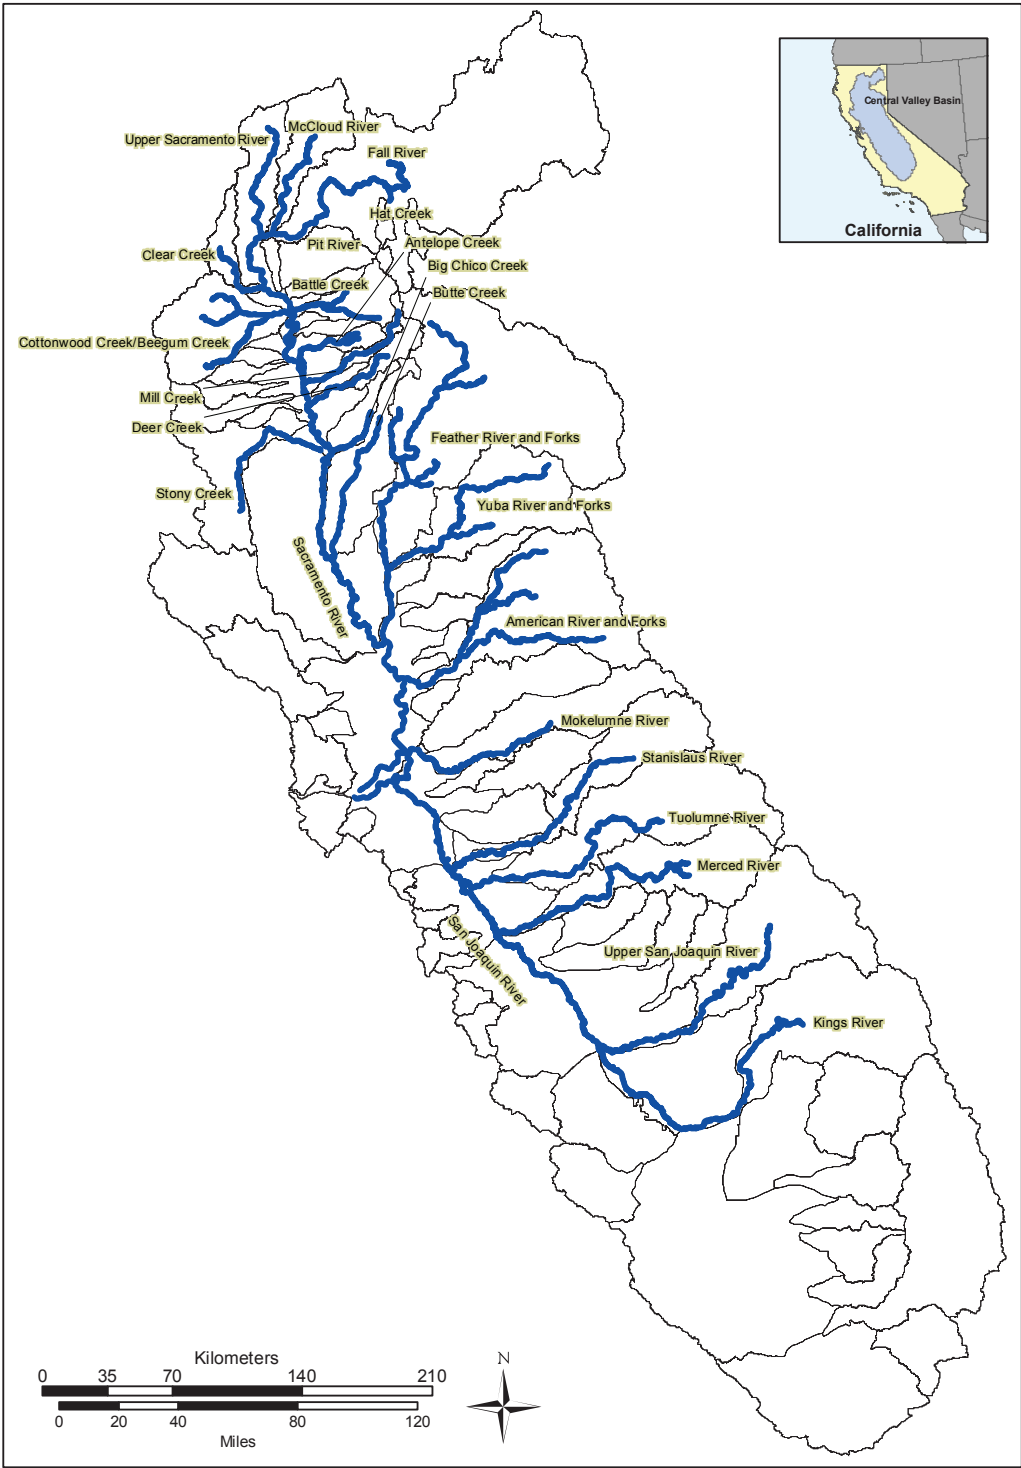 Central Valley Basin
California
McCloud River
Upper Sacramento River
Fall River
Hat Creek
Pit River
Antelope Creek
Clear Creek
Big Chico Creek
Battle Creek
Butte Creek
Cottonwood Creek/Beegum Creek
Mill Creek
Deer Creek
Feather River and Forks
Stony Creek
Yuba River and Forks
Sacramento River
American River and Forks
Mokelumne River
Stanislaus River
Tuolumne River
Merced River
San Joaquin River
Upper San Joaquin River
Kings River
Kilometers
0 35 70 140 210
0 20 40 80 120
Miles
N